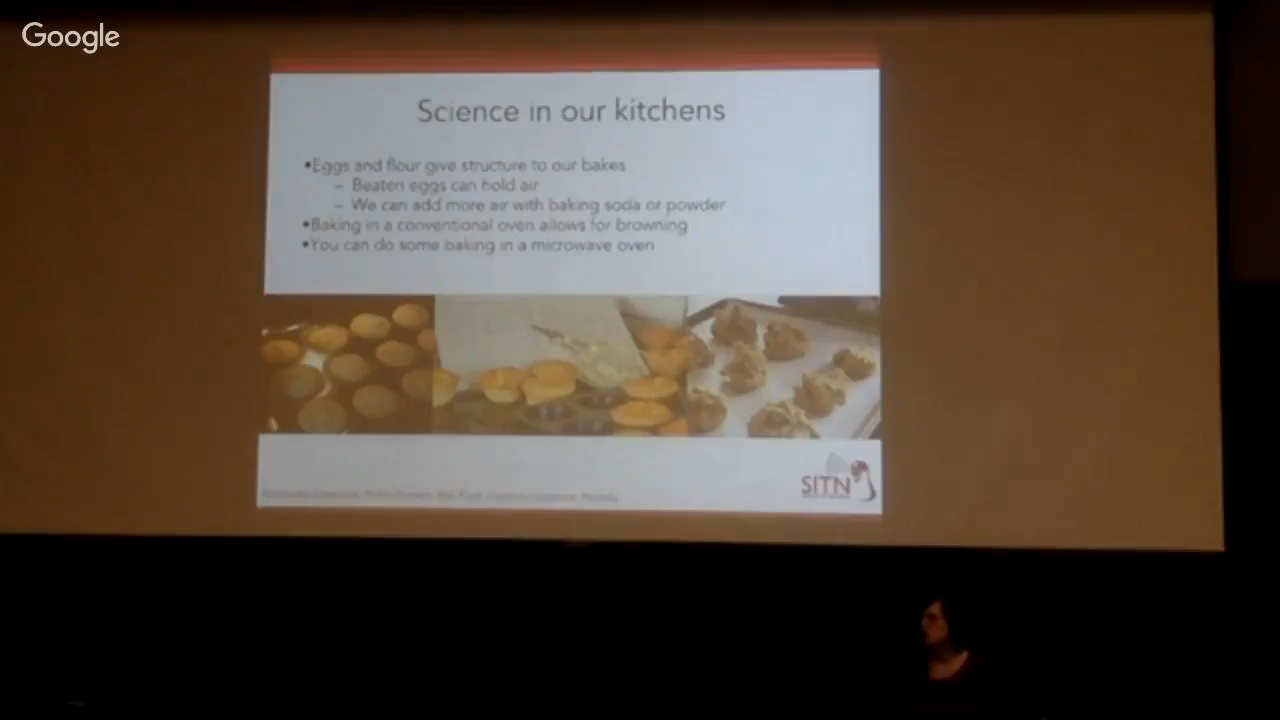 Google
Science in our kitchens
•Eggs and flour give structure to our bakes
– Beaten eggs can hold air
– We can add more air with baking soda or powder
•Baking in a conventional oven allows for browning
•You can do some baking in a microwave oven
SITN